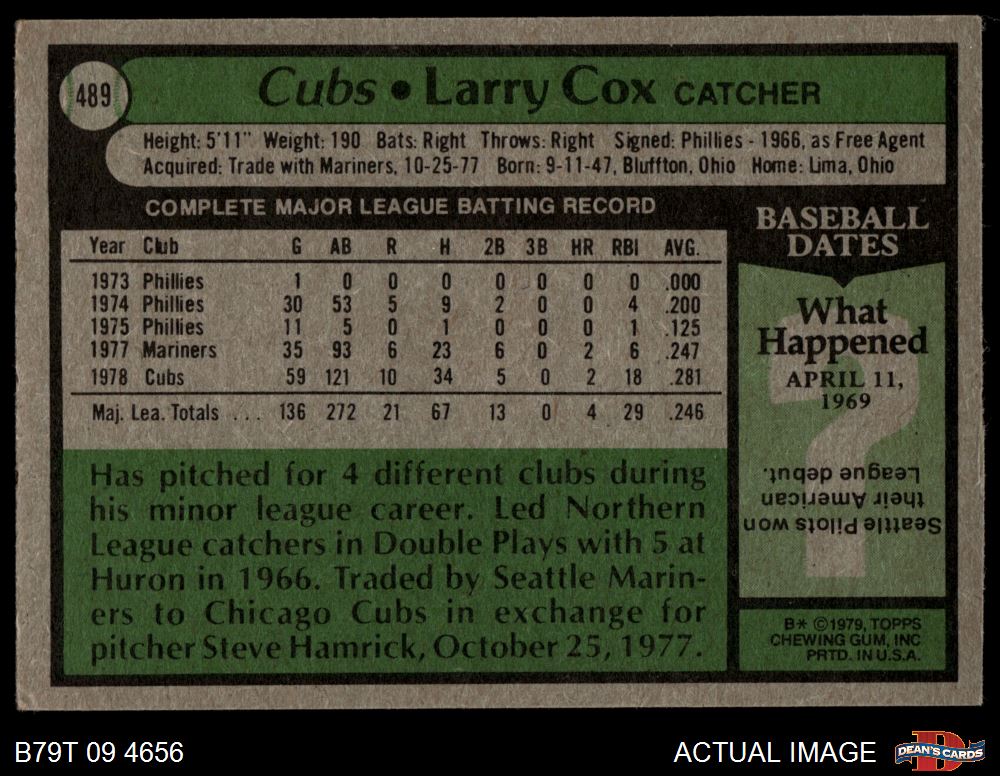 489
Cubs • Larry Cox CATCHER
Height: 5'11" Weight: 190 Bats: Right Throws: Right Signed: Phillies - 1966, as Free Agent
Acquired: Trade with Mariners, 10-25-77 Born: 9-11-47, Bluffton, Ohio Home: Lima, Ohio
COMPLETE MAJOR LEAGUE BATTING RECORD
Year Club G AB R H 2B 3B HR RBI AVG.
1973 Phillies 1 0 0 0 0 0 0 0 .000
1974 Phillies 30 53 5 9 2 0 0 4 .200
1975 Phillies 11 5 0 1 0 0 0 1 .125
1977 Mariners 35 93 6 23 6 0 2 6 .247
1978 Cubs 59 121 10 34 5 0 2 18 .281
Maj. Lea. Totals . . . 136 272 21 67 13 0 4 29 .246
Has pitched for 4 different clubs during
his minor league career. Led Northern
League catchers in Double Plays with 5 at
Huron in 1966. Traded by Seattle Marin-
ers to Chicago Cubs in exchange for
pitcher Steve Hamrick, October 25, 1977.
BASEBALL
DATES
What
Happened
APRIL 11,
1969
?
Seattle Pilots won
their American
League debut.
B* ©1979, TOPPS
CHEWING GUM, INC
PRTD. IN U.S.A.
B79T 09 4656
ACTUAL IMAGE
DEAN'S CARDS